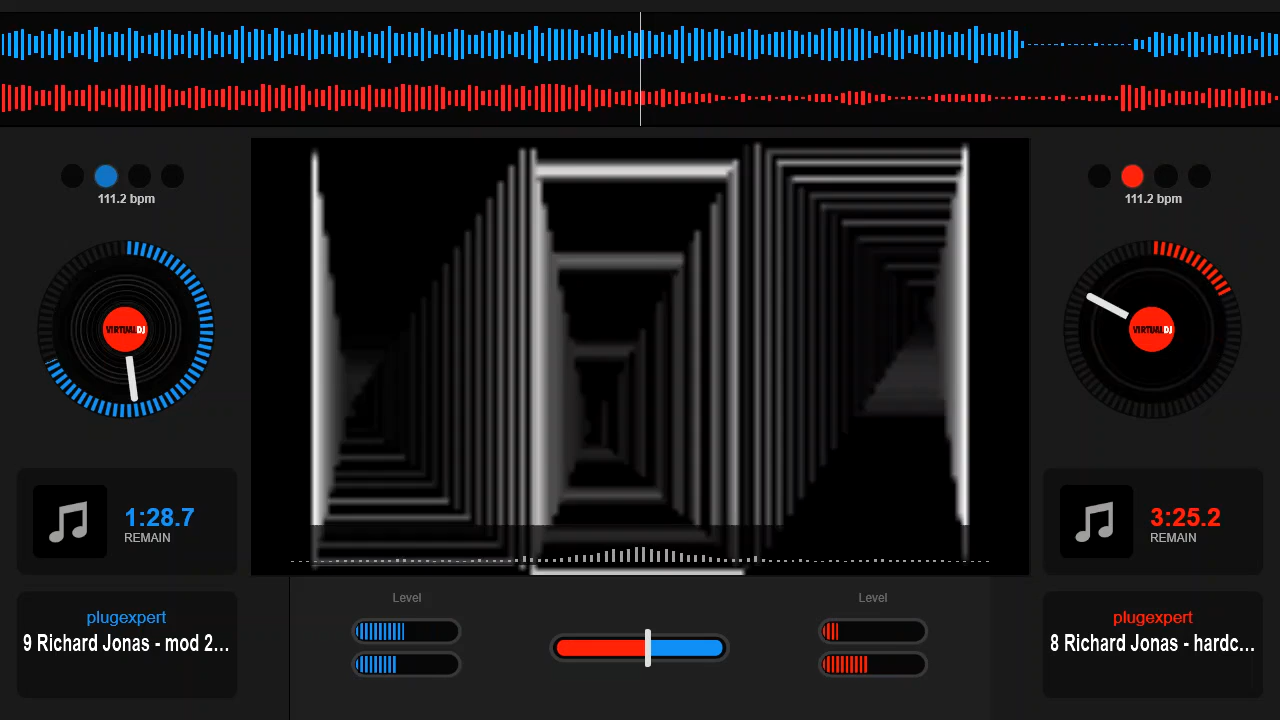 111.2 bpm
111.2 bpm
VIRTUAL DJ
VIRTUAL DJ
1:28.7
REMAIN
3:25.2
REMAIN
plugexpert
9 Richard Jonas - mod 2...
Level
Level
plugexpert
8 Richard Jonas - hardc...